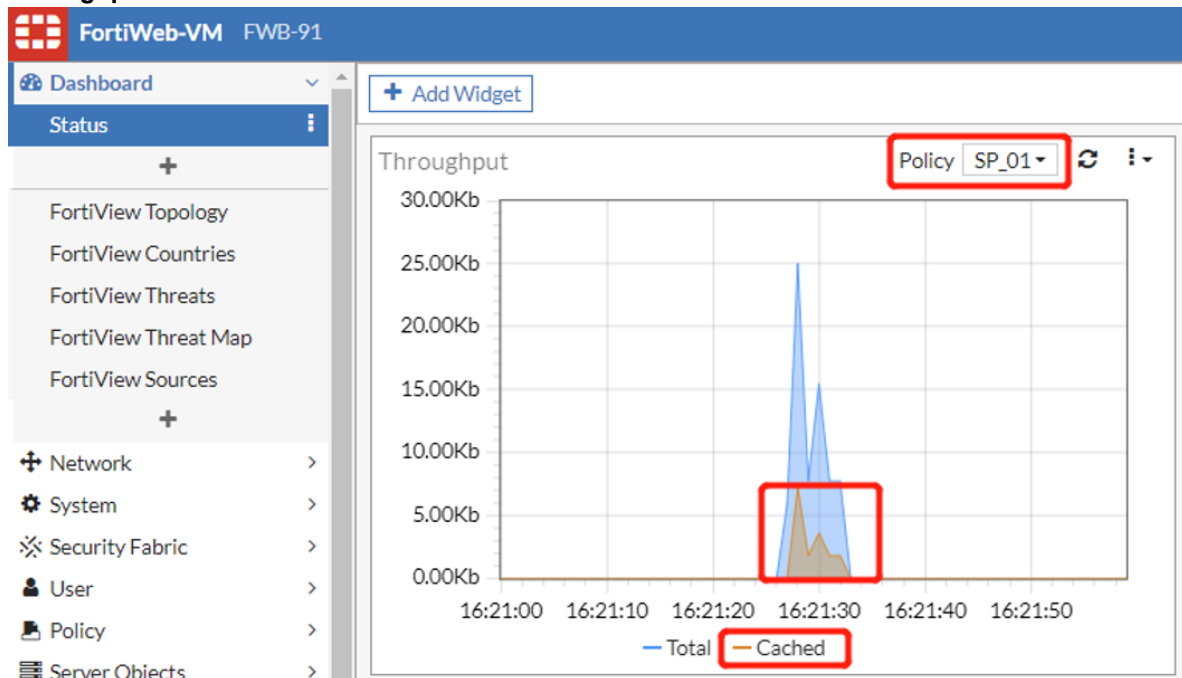 FortiWeb-VM FWB-91
Dashboard
Status
FortiView Topology
FortiView Countries
FortiView Threats
FortiView Threat Map
FortiView Sources
Network
System
Security Fabric
User
Policy
Server Objects
+ Add Widget
Throughput Policy SP_01
30.00Kb
25.00Kb
20.00Kb
15.00Kb
10.00Kb
5.00Kb
0.00Kb
16:21:00 16:21:10 16:21:20 16:21:30 16:21:40 16:21:50
Total Cached